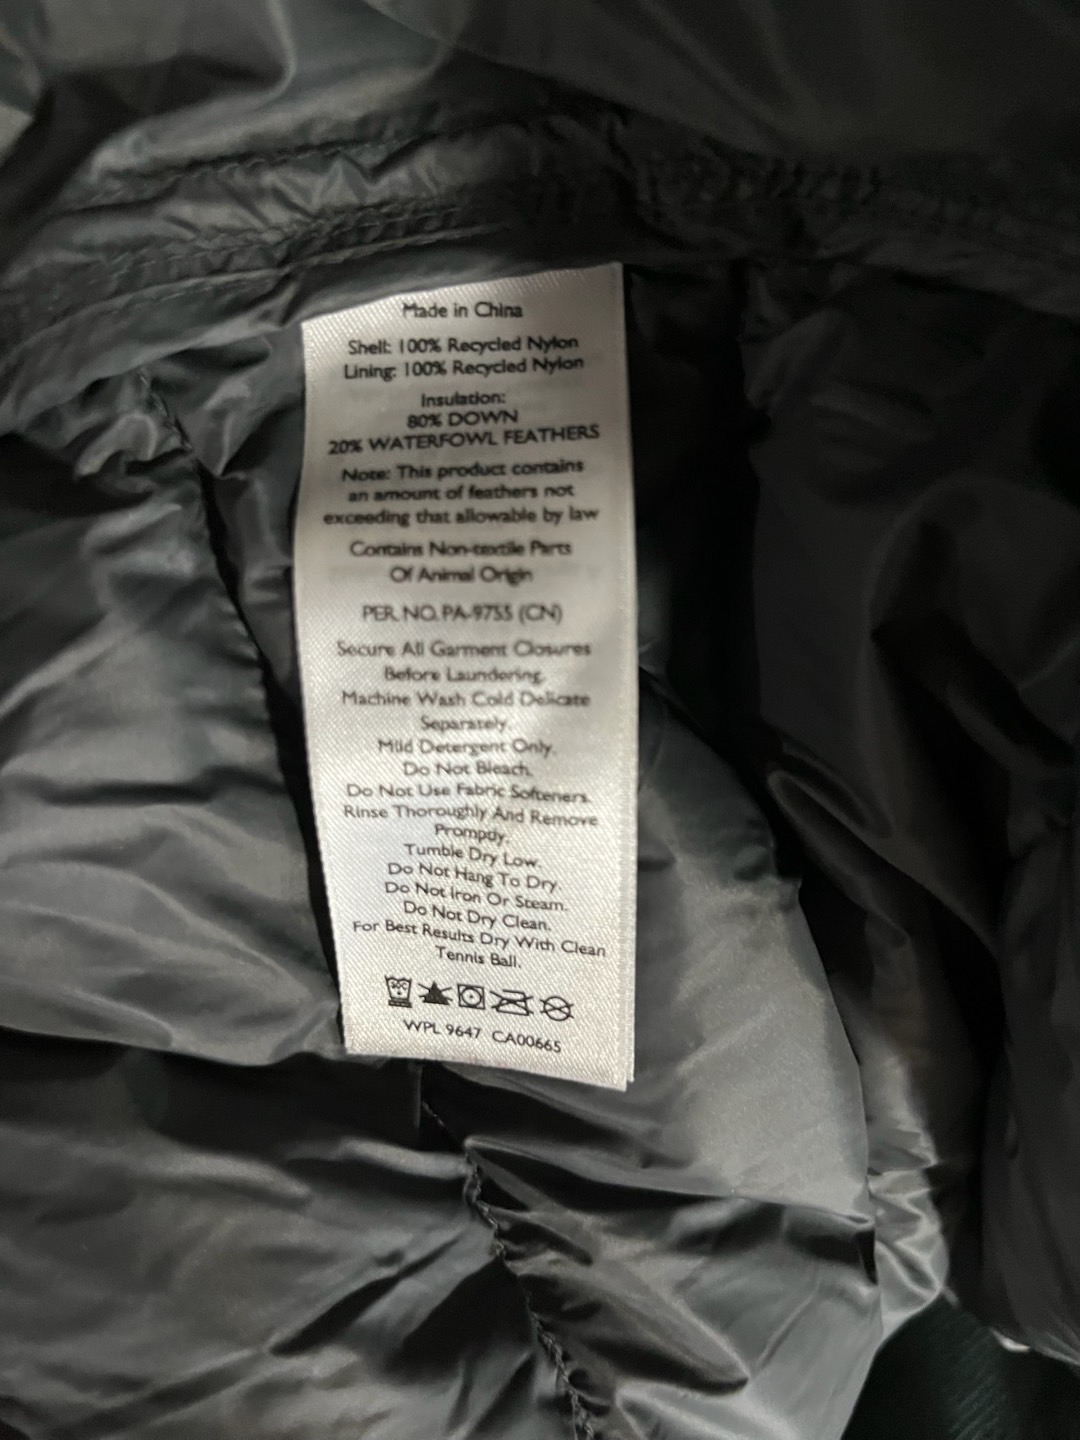 Made in China
Shell: 100% Recycled Nylon
Lining: 100% Recycled Nylon
Insulation:
80% DOWN
20% WATERFOWL FEATHERS
Note: This product contains
an amount of feathers not
exceeding that allowable by law
Contains Non-textile Parts
Of Animal Origin
PER. NO. PA-9755 (CN)
Secure All Garment Closures
Before Laundering.
Machine Wash Cold Delicate
Separately.
Mild Detergent Only.
Do Not Bleach.
Do Not Use Fabric Softeners.
Rinse Thoroughly And Remove
Promptly.
Tumble Dry Low.
Do Not Hang To Dry.
Do Not Iron Or Steam.
Do Not Dry Clean.
For Best Results Dry With Clean
Tennis Ball.
WPL 9647 CA00665